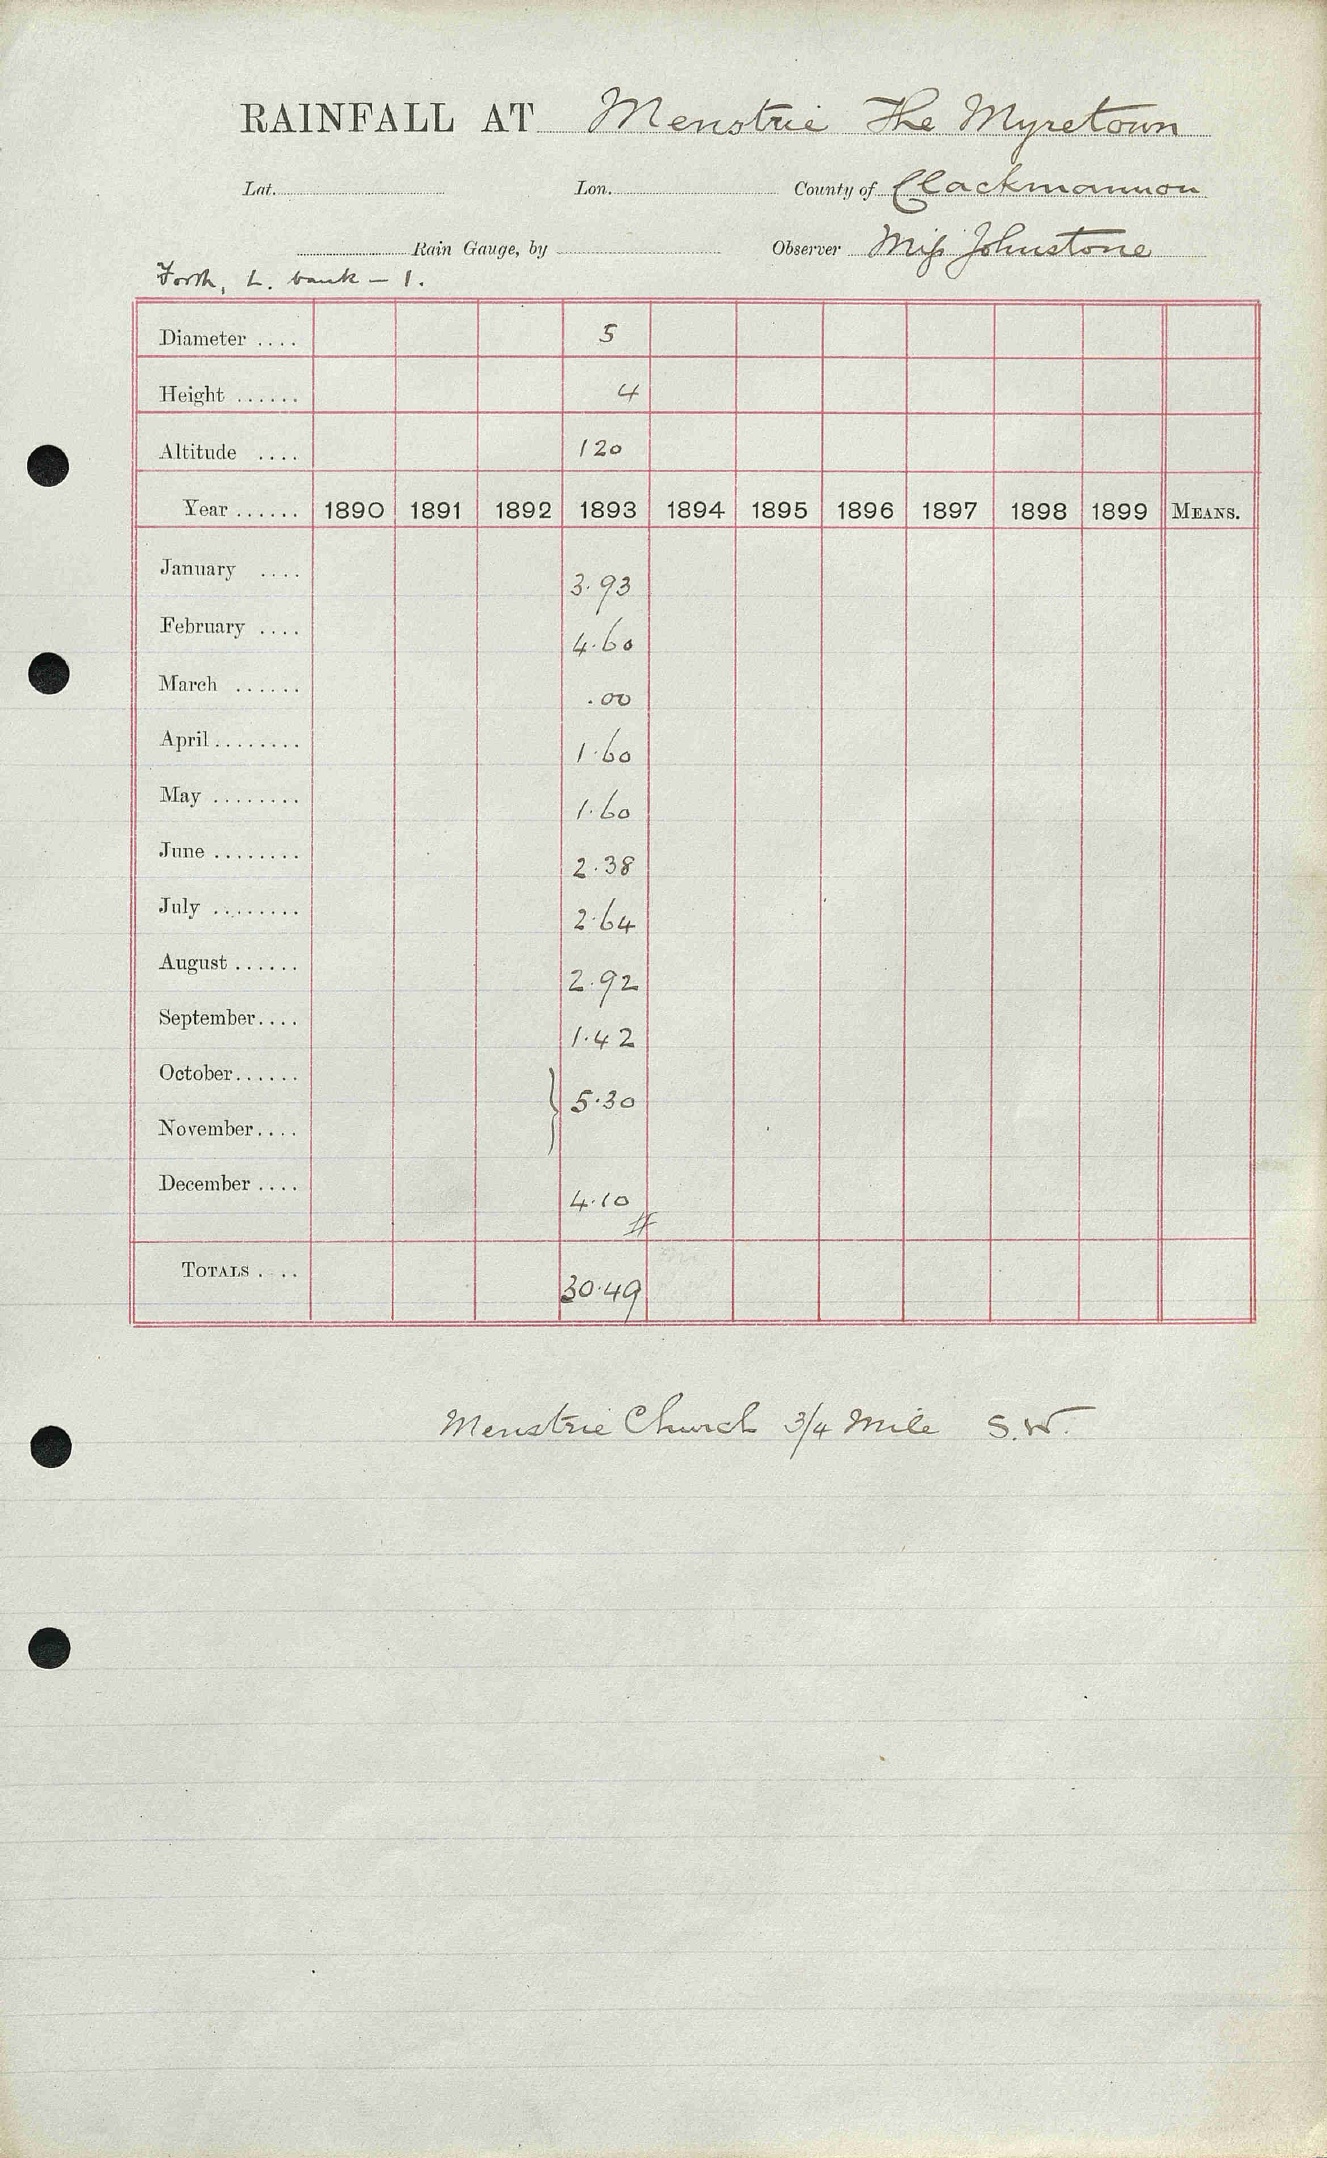 RAINFALL AT Menstrie The Myretown
Lat. Lon. County of Clackmannon
Rain Gauge, by Observer Miss Johnstone
Forth, L. bank – 1.
Diameter .... 5
Height ...... 4
Altitude .... 120
Year ...... 1890 1891 1892 1893 1894 1895 1896 1897 1898 1899 MEANS.
January .... 3.93
February .... 4.60
March ...... .00
April ........ 1.60
May ........ 1.60
June ........ 2.38
July ........ 2.64
August ...... 2.92
September .... 1.42
October ...... } 5.30
November ....
December .... 4.10
TOTALS .... 30.49
Menstrie Church 3/4 Mile S.W.